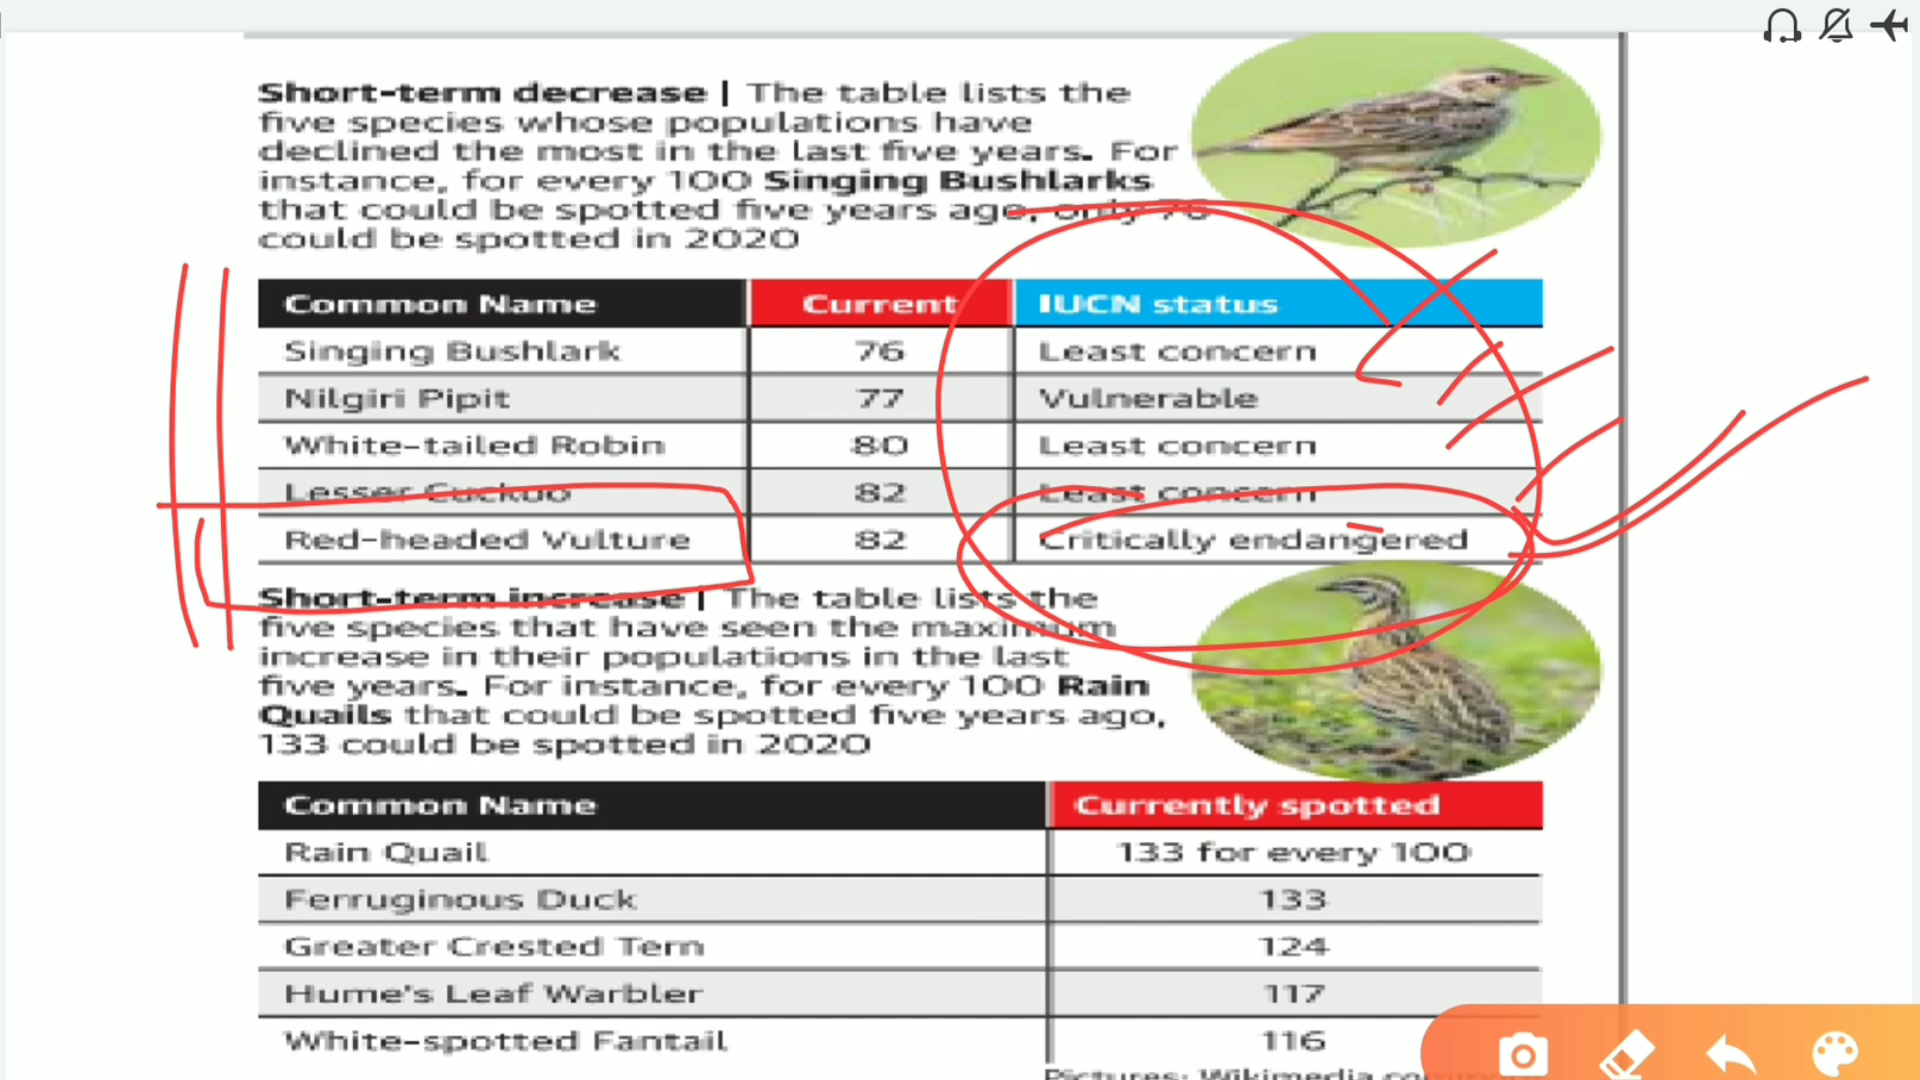 Short-term decrease | The table lists the
five species whose populations have
declined the most in the last five years. For
instance, for every 100 Singing Bushlarks
that could be spotted five years age, only 76
could be spotted in 2020
Common Name Current IUCN status
Singing Bushlark 76 Least concern
Nilgiri Pipit 77 Vulnerable
White-tailed Robin 80 Least concern
Lesser Cuckoo 82 Least concern
Red-headed Vulture 82 Critically endangered
Short-term increase | The table lists the
five species that have seen the maximum
increase in their populations in the last
five years. For instance, for every 100 Rain
Quails that could be spotted five years ago,
133 could be spotted in 2020
Common Name Currently spotted
Rain Quail 133 for every 100
Ferruginous Duck 133
Greater Crested Tern 124
Hume's Leaf Warbler 117
White-spotted Fantail 116
Pictures: Wikimedia